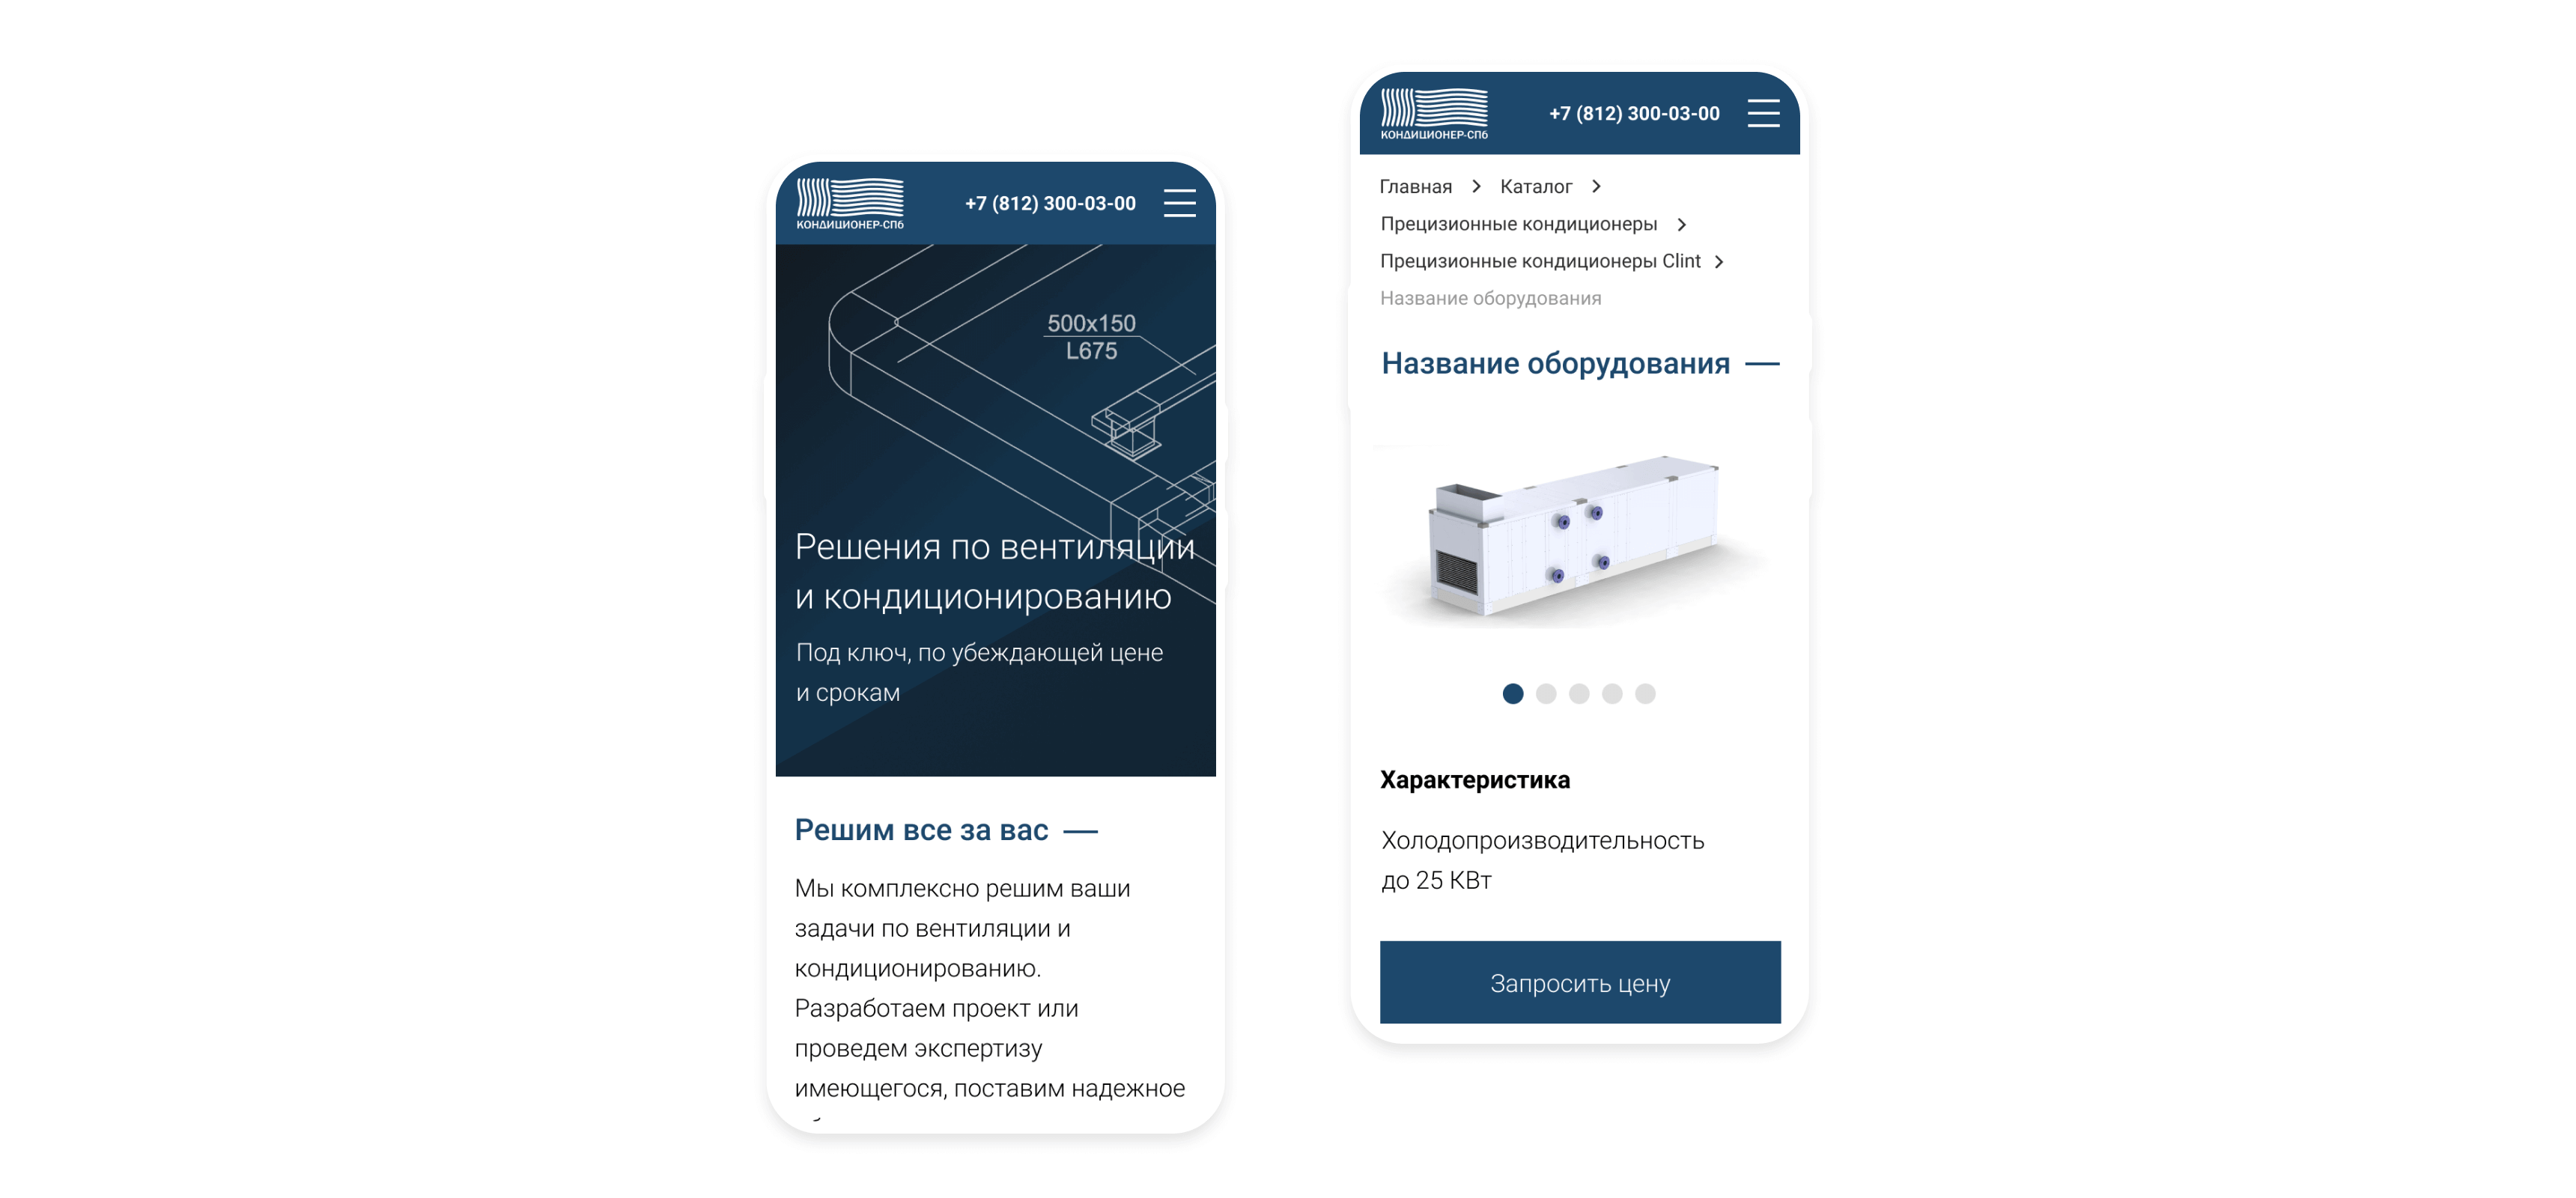 КОНДИЦИОНЕР-СПб
+7 (812) 300-03-00
500x150
L675
Решения по вентиляции
и кондиционированию
Под ключ, по убеждающей цене
и срокам
Решим все за вас
Мы комплексно решим ваши
задачи по вентиляции и
кондиционированию.
Разработаем проект или
проведем экспертизу
имеющегося, поставим надежное
КОНДИЦИОНЕР-СПб
+7 (812) 300-03-00
Главная > Каталог >
Прецизионные кондиционеры >
Прецизионные кондиционеры Clint >
Название оборудования
Название оборудования
Характеристика
Холодопроизводительность
до 25 КВт
Запросить цену